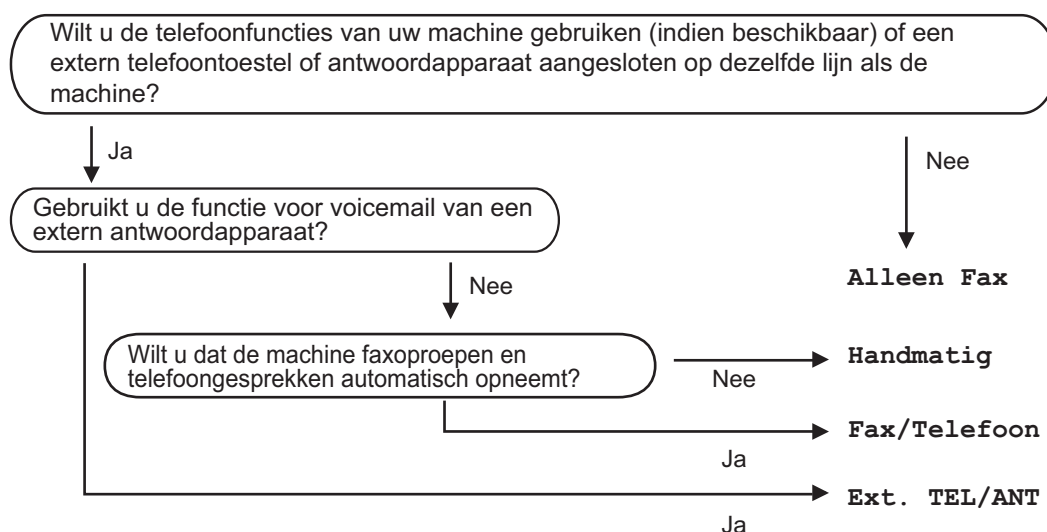 Wilt u de telefoonfuncties van uw machine gebruiken (indien beschikbaar) of een
extern telefoontoestel of antwoordapparaat aangesloten op dezelfde lijn als de
machine?
Ja
Nee
Gebruikt u de functie voor voicemail van een
extern antwoordapparaat?
Nee
Alleen Fax
Wilt u dat de machine faxoproepen en
telefoongesprekken automatisch opneemt?
Nee
Handmatig
Ja
Fax/Telefoon
Ja
Ext. TEL/ANT